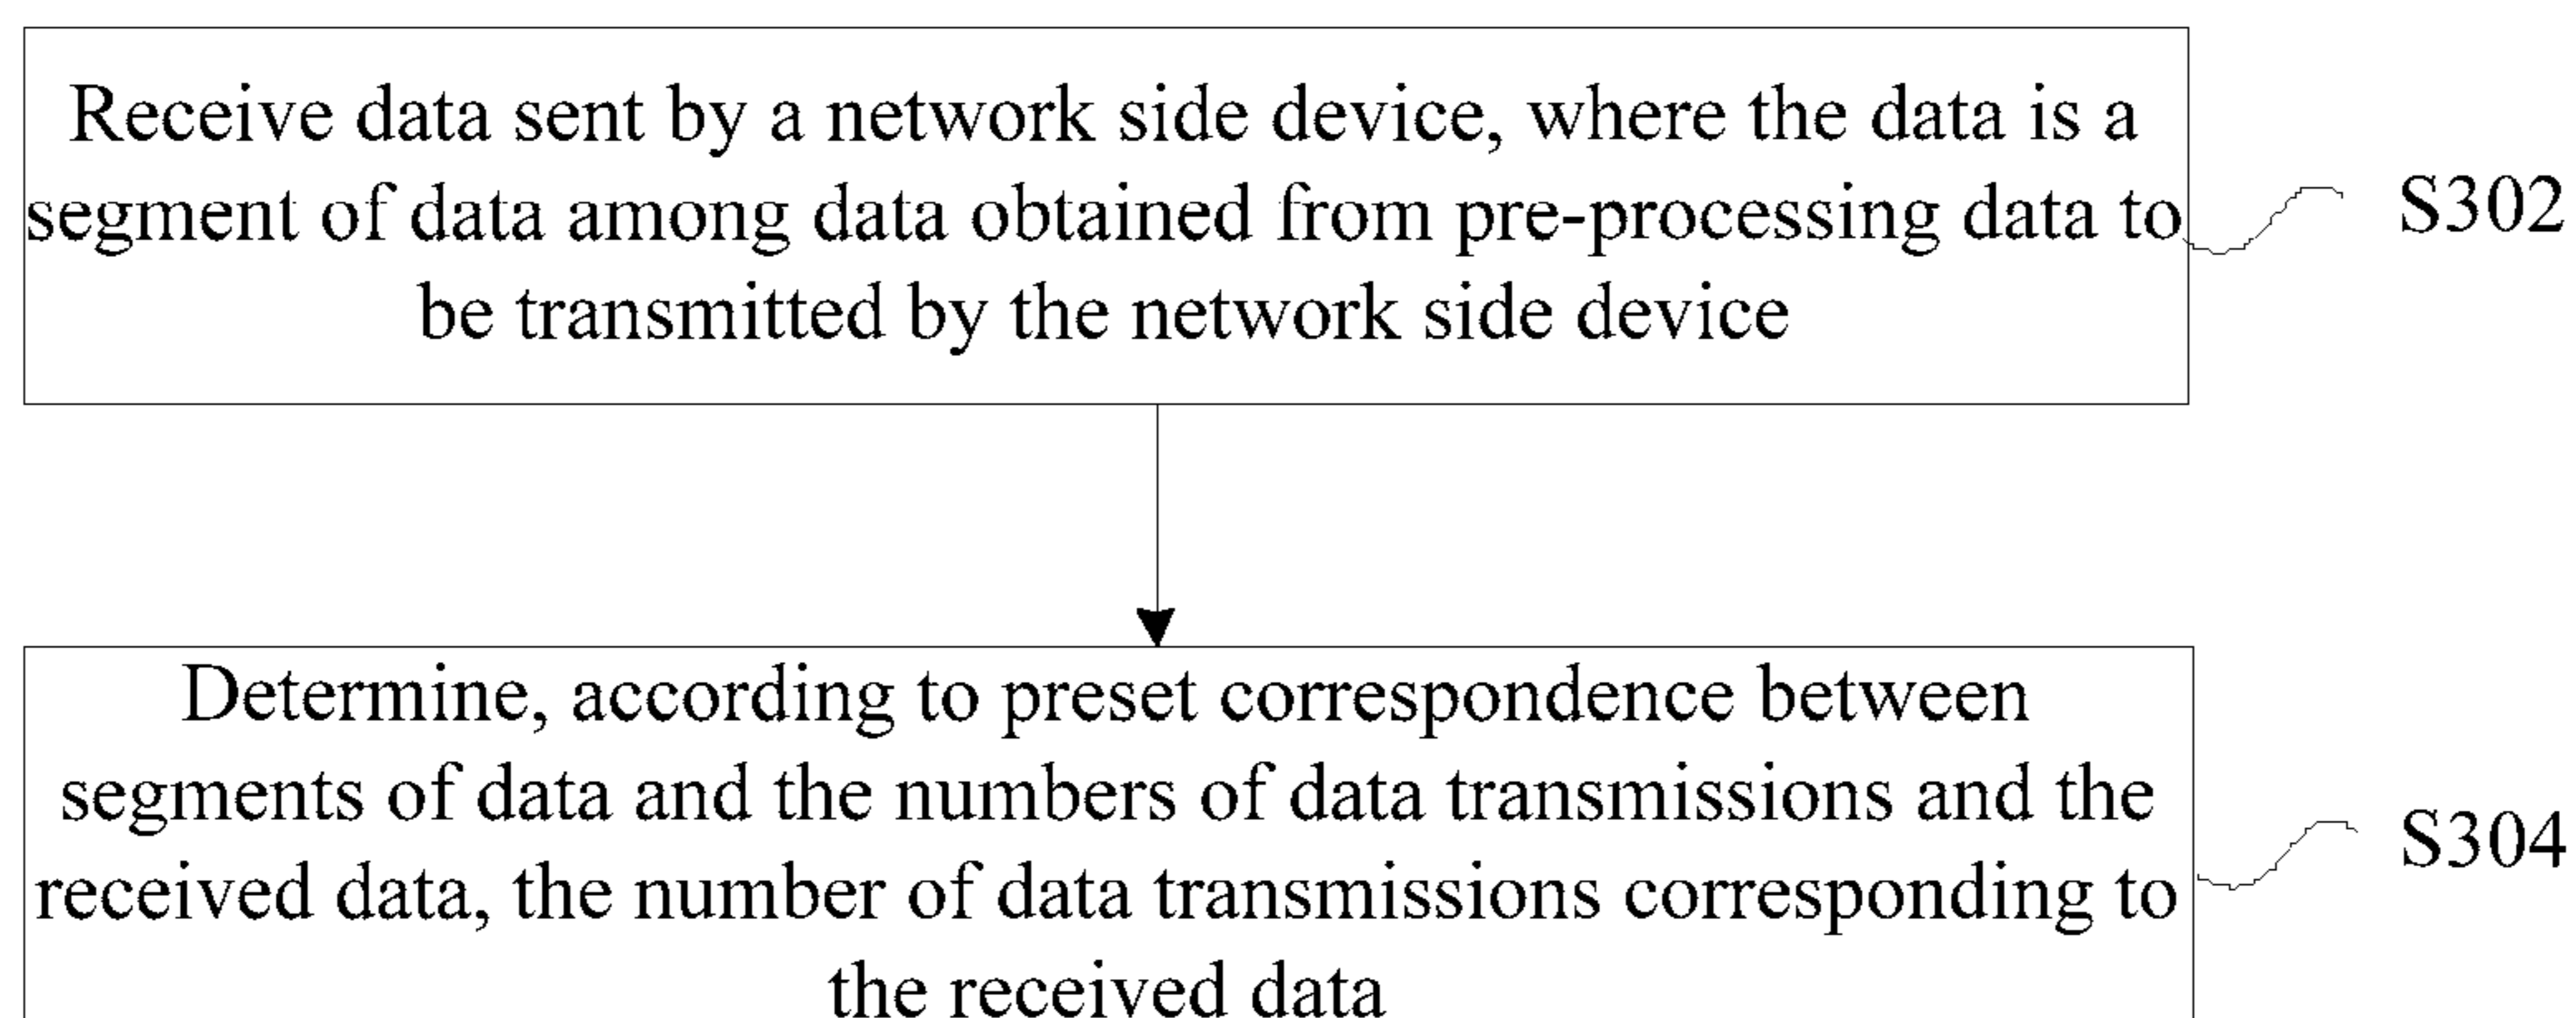 Receive data sent by a network side device, where the data is a
segment of data among data obtained from pre-processing data to
be transmitted by the network side device
S302
Determine, according to preset correspondence between
segments of data and the numbers of data transmissions and the
received data, the number of data transmissions corresponding to
the received data
S304